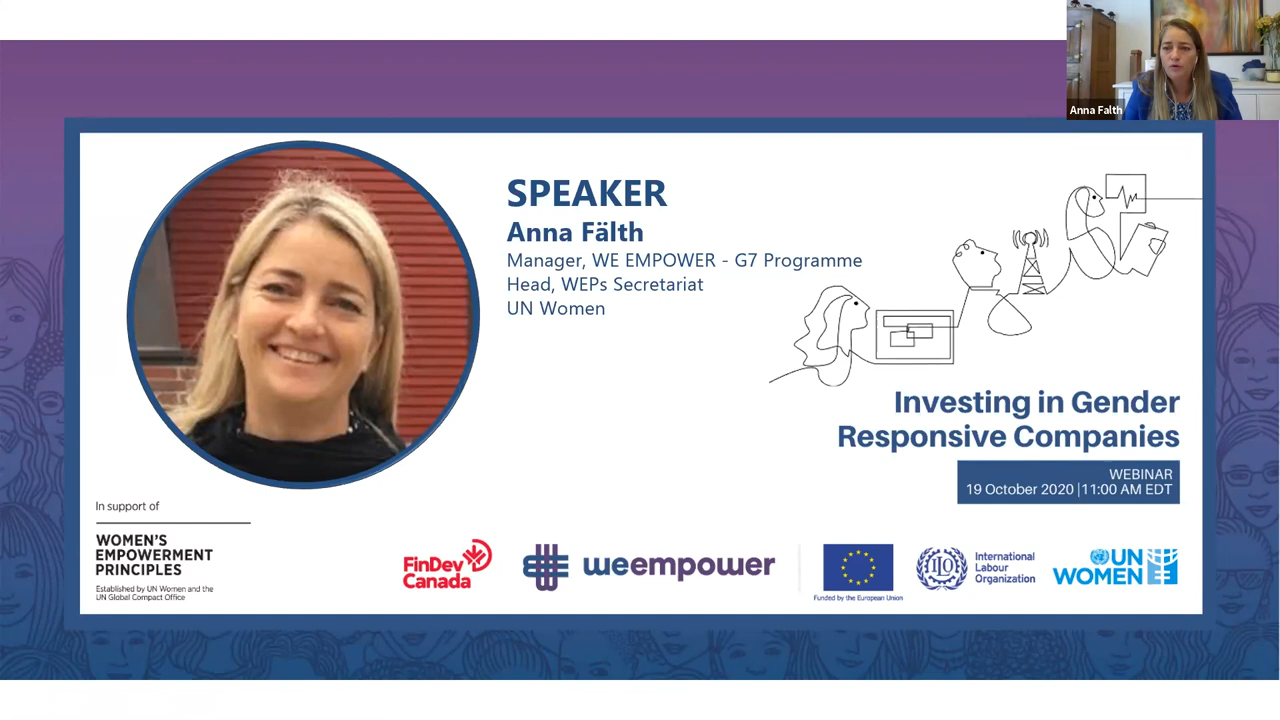 Anna Falth
SPEAKER
Anna Fälth
Manager, WE EMPOWER - G7 Programme
Head, WEPs Secretariat
UN Women
Investing in Gender
Responsive Companies
WEBINAR
19 October 2020 |11:00 AM EDT
In support of
WOMEN'S
EMPOWERMENT
PRINCIPLES
Established by UN Women and the
UN Global Compact Office
FinDev
Canada
weempower
Funded by the European Union
ILO
International
Labour
Organization
UN
WOMEN